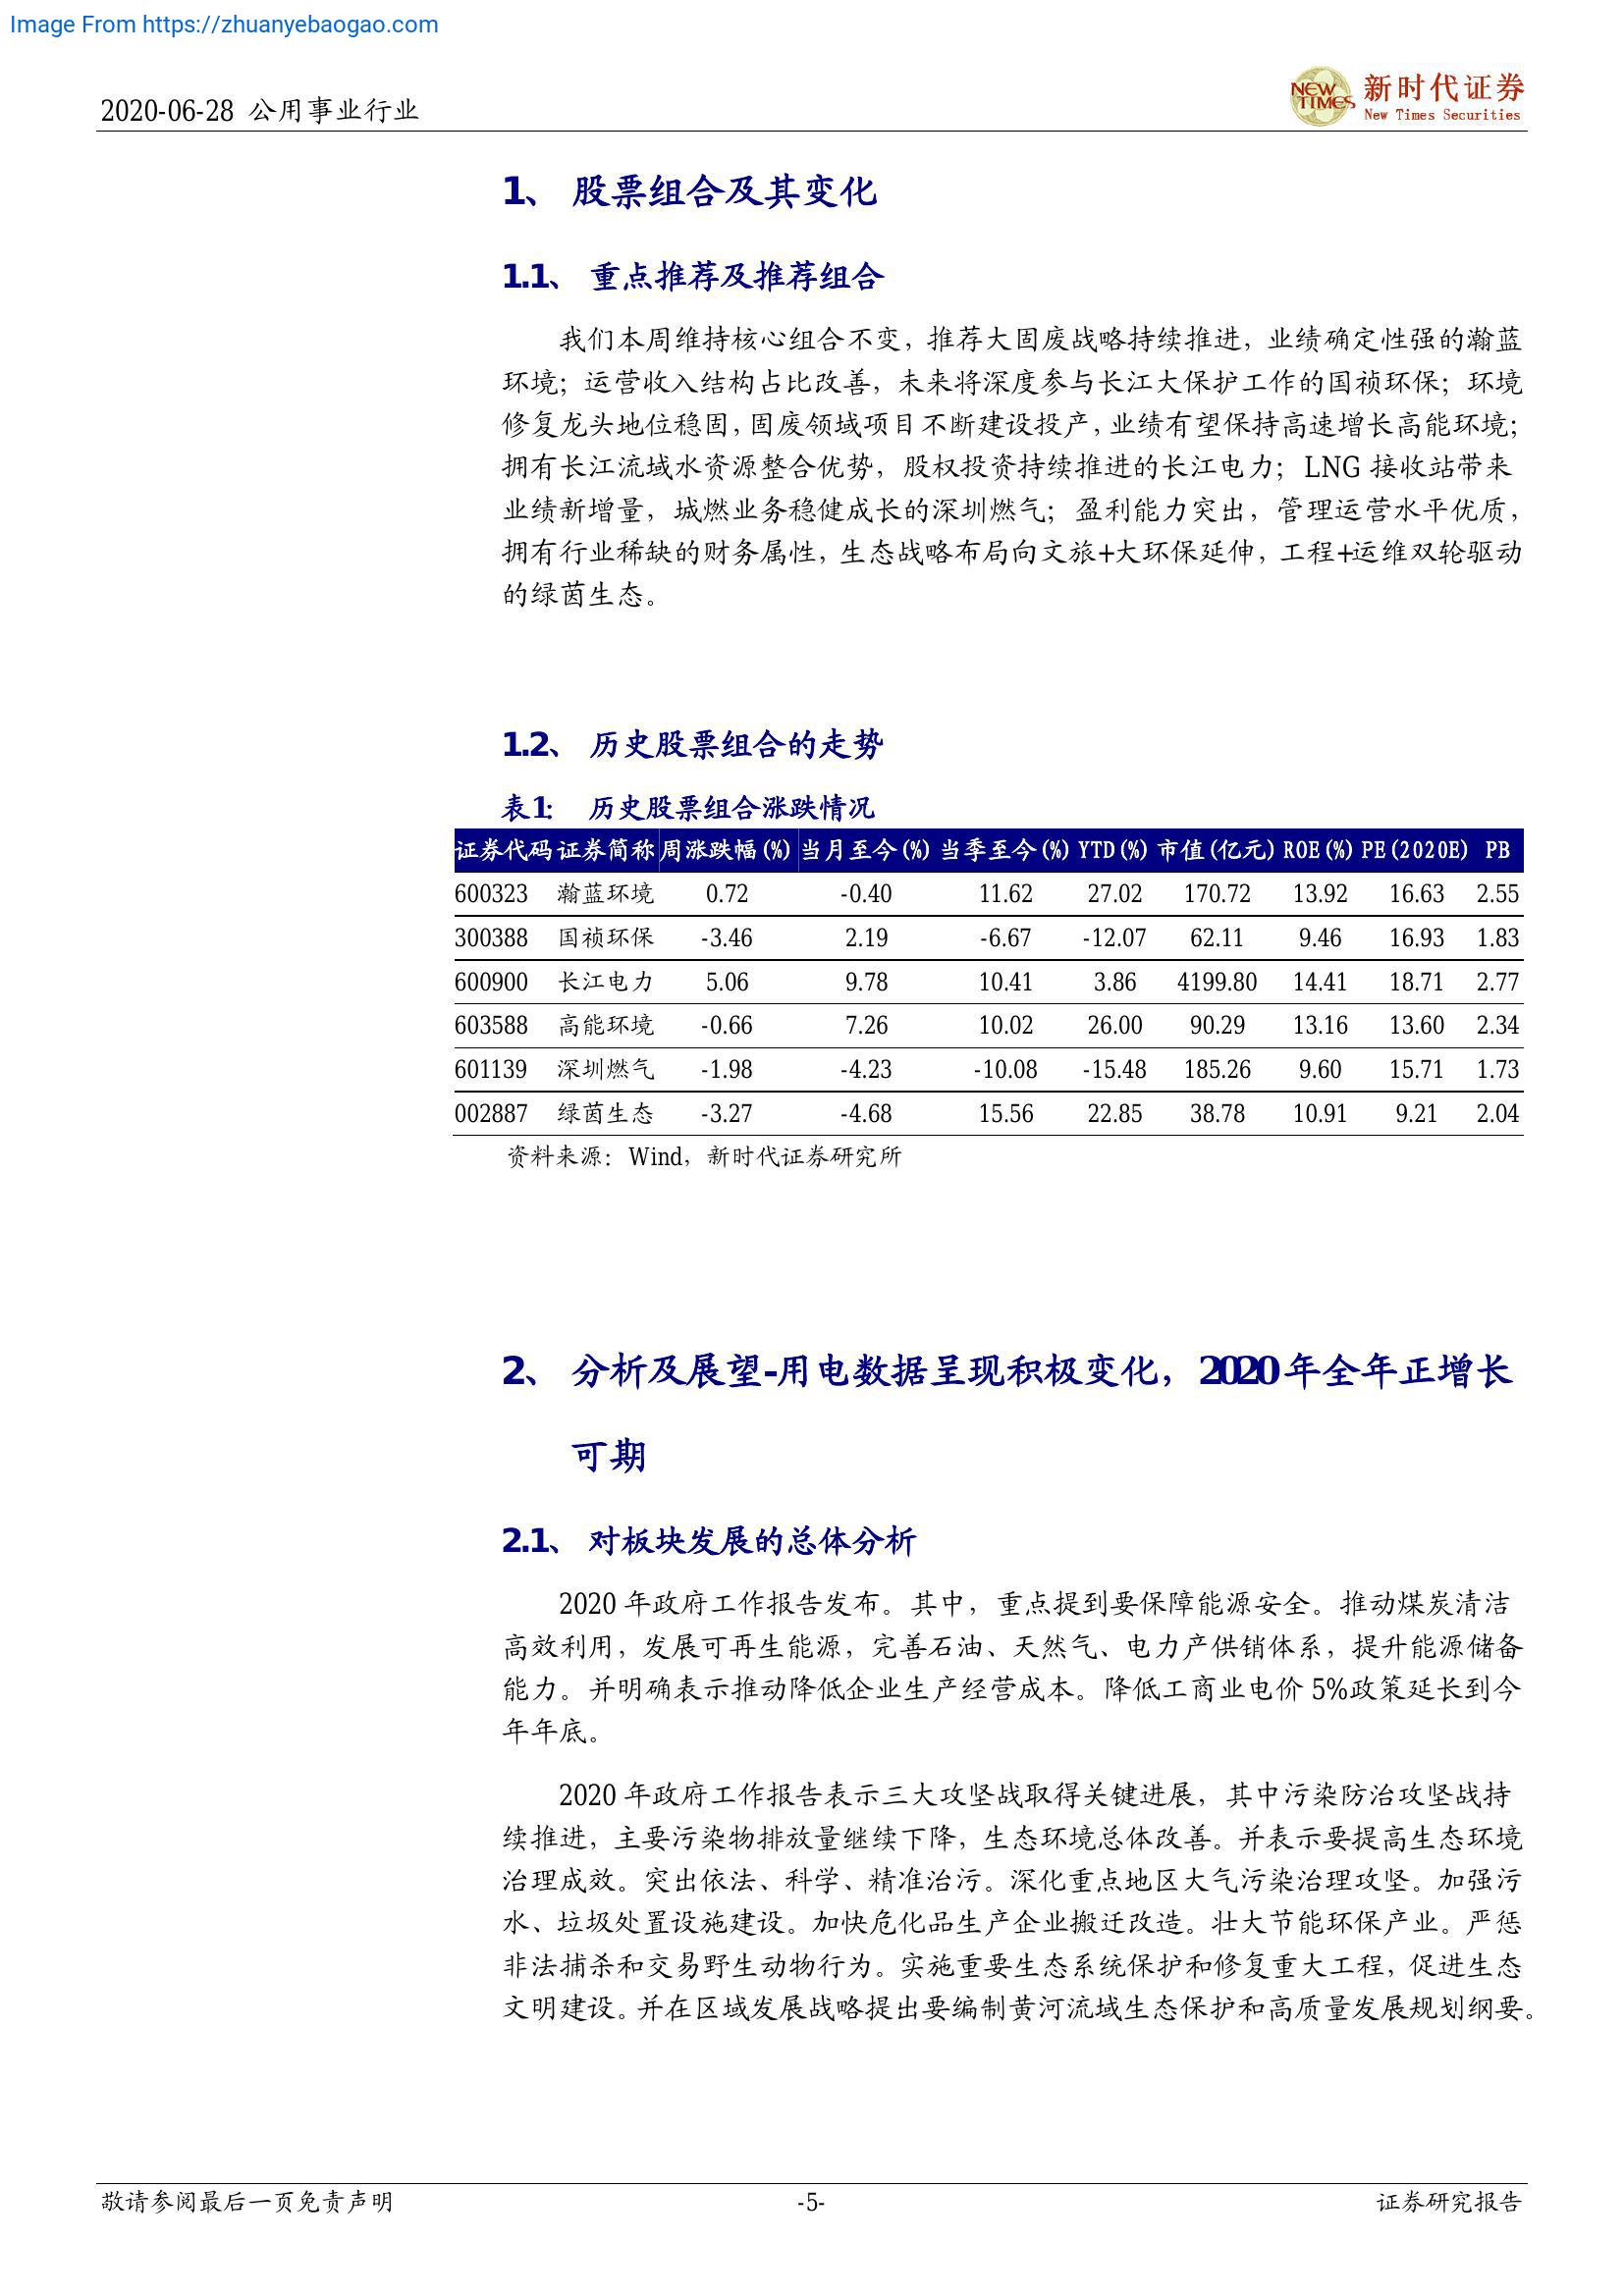 Image From https://zhuanyebaogao.com
2020-06-28 公用事业行业
NEW TIMES 新时代证券
New Times Securities
1、 股票组合及其变化
1.1、 重点推荐及推荐组合
我们本周维持核心组合不变，推荐大固废战略持续推进，业绩确定性强的瀚蓝
环境；运营收入结构占比改善，未来将深度参与长江大保护工作的国祯环保；环境
修复龙头地位稳固，固废领域项目不断建设投产，业绩有望保持高速增长高能环境；
拥有长江流域水资源整合优势，股权投资持续推进的长江电力；LNG 接收站带来
业绩新增量，城燃业务稳健成长的深圳燃气；盈利能力突出，管理运营水平优质，
拥有行业稀缺的财务属性，生态战略布局向文旅+大环保延伸，工程+运维双轮驱动
的绿茵生态。
1.2、 历史股票组合的走势
表1： 历史股票组合涨跌情况
证券代码 证券简称 周涨跌幅(%) 当月至今(%) 当季至今(%) YTD(%) 市值(亿元) ROE(%) PE(2020E) PB
600323 瀚蓝环境 0.72 -0.40 11.62 27.02 170.72 13.92 16.63 2.55
300388 国祯环保 -3.46 2.19 -6.67 -12.07 62.11 9.46 16.93 1.83
600900 长江电力 5.06 9.78 10.41 3.86 4199.80 14.41 18.71 2.77
603588 高能环境 -0.66 7.26 10.02 26.00 90.29 13.16 13.60 2.34
601139 深圳燃气 -1.98 -4.23 -10.08 -15.48 185.26 9.60 15.71 1.73
002887 绿茵生态 -3.27 -4.68 15.56 22.85 38.78 10.91 9.21 2.04
资料来源：Wind，新时代证券研究所
2、 分析及展望-用电数据呈现积极变化，2020 年全年正增长
可期
2.1、 对板块发展的总体分析
2020 年政府工作报告发布。其中，重点提到要保障能源安全。推动煤炭清洁
高效利用，发展可再生能源，完善石油、天然气、电力产供销体系，提升能源储备
能力。并明确表示推动降低企业生产经营成本。降低工商业电价 5%政策延长到今
年年底。
2020 年政府工作报告表示三大攻坚战取得关键进展，其中污染防治攻坚战持
续推进，主要污染物排放量继续下降，生态环境总体改善。并表示要提高生态环境
治理成效。突出依法、科学、精准治污。深化重点地区大气污染治理攻坚。加强污
水、垃圾处置设施建设。加快危化品生产企业搬迁改造。壮大节能环保产业。严惩
非法捕杀和交易野生动物行为。实施重要生态系统保护和修复重大工程，促进生态
文明建设。并在区域发展战略提出要编制黄河流域生态保护和高质量发展规划纲要。
敬请参阅最后一页免责声明 -5- 证券研究报告